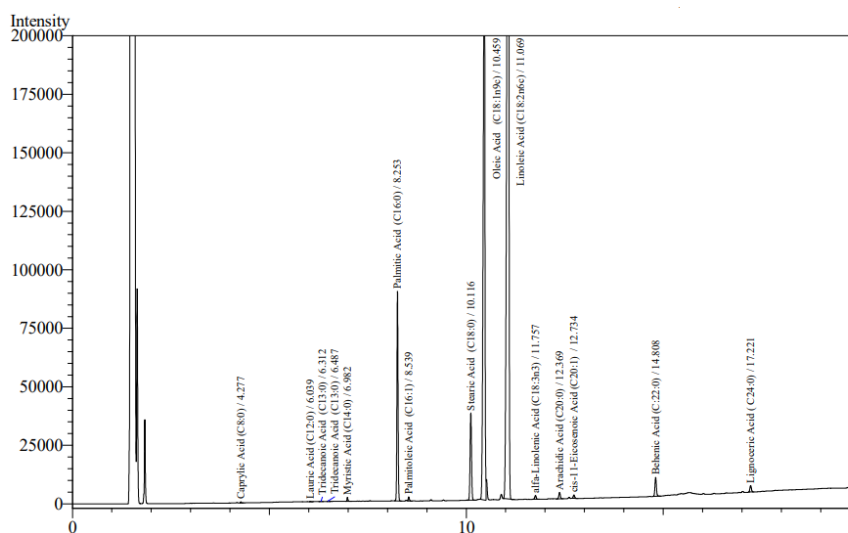 Intensity
200000
175000
150000
125000
100000
75000
50000
25000
0
Caprylic Acid (C8:0) / 4.277
Lauric Acid (C12:0) / 6.039
Tridecanoic Acid (C13:0) / 6.312
Tridecanoic Acid (C13:0) / 6.487
Myristic Acid (C14:0) / 6.982
Palmitic Acid (C16:0) / 8.253
Palmitoleic Acid (C16:1) / 8.539
Stearic Acid (C18:0) / 10.116
Oleic Acid (C18:1n9c) / 10.459
Linoleic Acid (C18:2n6c) / 11.069
alfa-Linolenic Acid (C18:3n3) / 11.757
Arachidic Acid (C20:0) / 12.369
cis-11-Eicosenoic Acid (C20:1) / 12.734
Behenic Acid (C:22:0) / 14.808
Lignoceric Acid ( C24:0) / 17.221
0
10